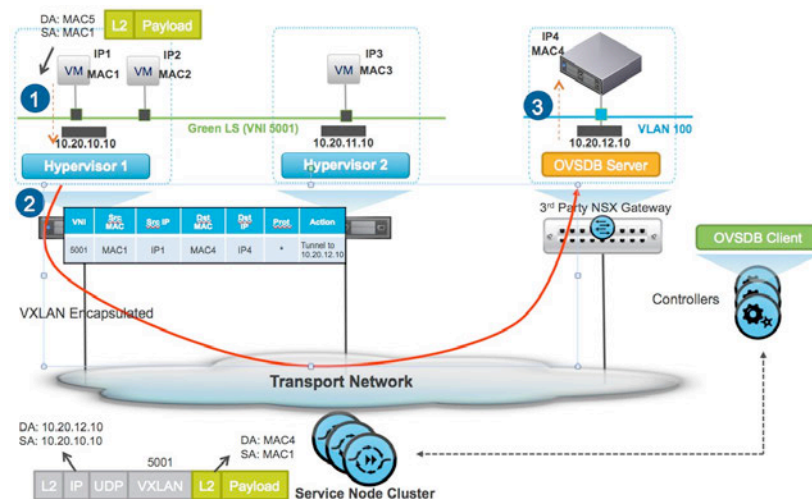 DA: MAC5
SA: MAC1
L2 Payload
IP1
VM
MAC1
IP2
VM
MAC2
IP3
VM
MAC3
IP4
MAC4
1
3
Green LS (VNI 5001)
VLAN 100
10.20.10.10
10.20.11.10
10.20.12.10
Hypervisor 1
Hypervisor 2
OVSDB Server
2
VNI Src MAC Src IP Dst MAC Dst IP Prot Action
5001 MAC1 IP1 MAC4 IP4 * Tunnel to 10.20.12.10
3rd Party NSX Gateway
OVSDB Client
Controllers
VXLAN Encapsulated
Transport Network
DA: 10.20.12.10
SA: 10.20.10.10
DA: MAC4
SA: MAC1
5001
L2 IP UDP VXLAN L2 Payload
Service Node Cluster